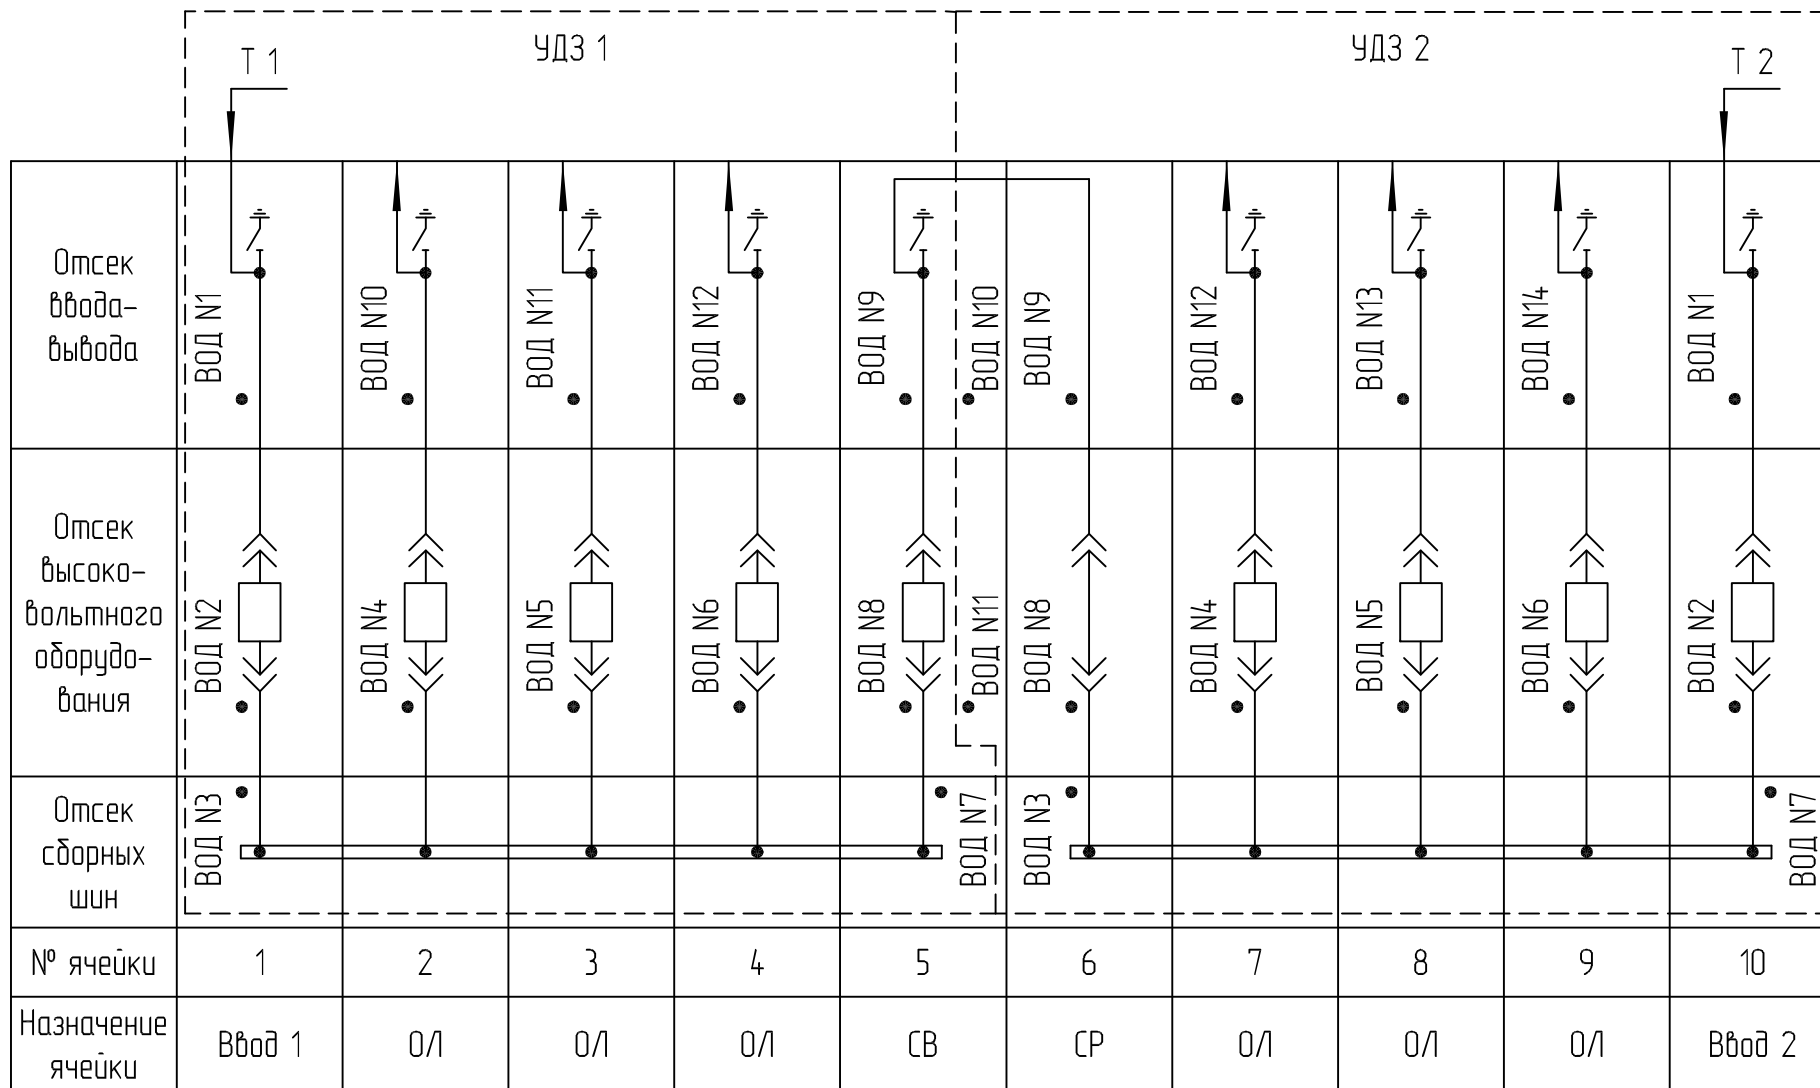 УДЗ 1
УДЗ 2
Т 1
Т 2
Отсек
ввода-
вывода
ВОД N1
ВОД N10
ВОД N11
ВОД N12
ВОД N9
ВОД N10
ВОД N9
ВОД N12
ВОД N13
ВОД N14
ВОД N1
Отсек
высоко-
вольтного
оборудо-
вания
ВОД N2
ВОД N4
ВОД N5
ВОД N6
ВОД N8
ВОД N11
ВОД N8
ВОД N4
ВОД N5
ВОД N6
ВОД N2
Отсек
сборных
шин
ВОД N3
ВОД N7
ВОД N3
ВОД N7
№ ячейки 1 2 3 4 5 6 7 8 9 10
Назначение
ячейки
Ввод 1 ОЛ ОЛ ОЛ СВ СР ОЛ ОЛ ОЛ Ввод 2